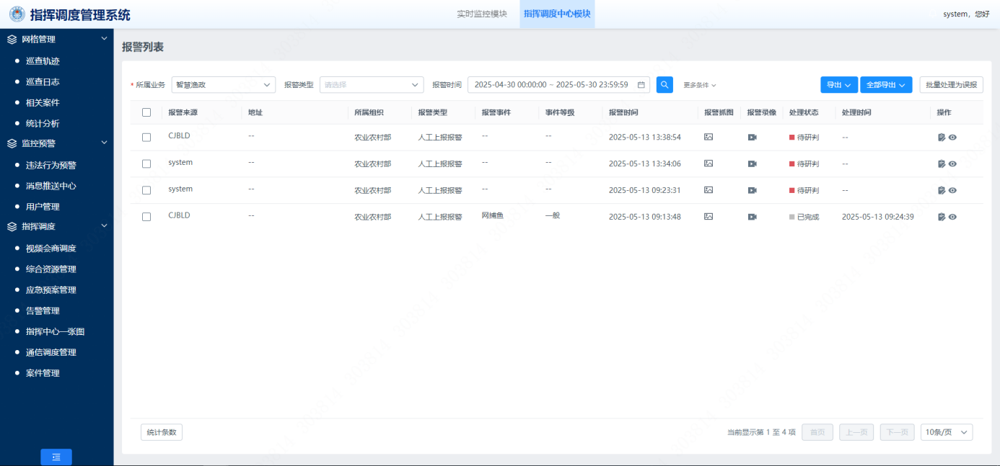 指挥调度管理系统 实时监控模块 指挥调度中心模块 system，您好
网格管理
巡查轨迹
巡查日志
相关案件
统计分析
监控预警
违法行为预警
消息推送中心
用户管理
指挥调度
视频会商调度
综合资源管理
应急预案管理
告警管理
指挥中心一张图
通信调度管理
案件管理
报警列表
* 所属业务 智慧渔政 报警类型 请选择 报警时间 2025-04-30 00:00:00 ~ 2025-05-30 23:59:59 更多条件 导出 全部导出 批量处理为误报
报警来源 地址 所属组织 报警类型 报警事件 事件等级 报警时间 报警抓图 报警录像 处理状态 处理时间 操作
CJBLD -- 农业农村部 人工上报报警 -- -- 2025-05-13 13:38:54 待研判 --
system -- 农业农村部 人工上报报警 -- -- 2025-05-13 13:34:06 待研判 --
system -- 农业农村部 人工上报报警 -- -- 2025-05-13 09:23:31 待研判 --
CJBLD -- 农业农村部 人工上报报警 网捕鱼 一般 2025-05-13 09:13:48 已完成 2025-05-13 09:24:39
统计条数 当前显示第 1 至 4 项 首页 上一页 下一页 10条/页